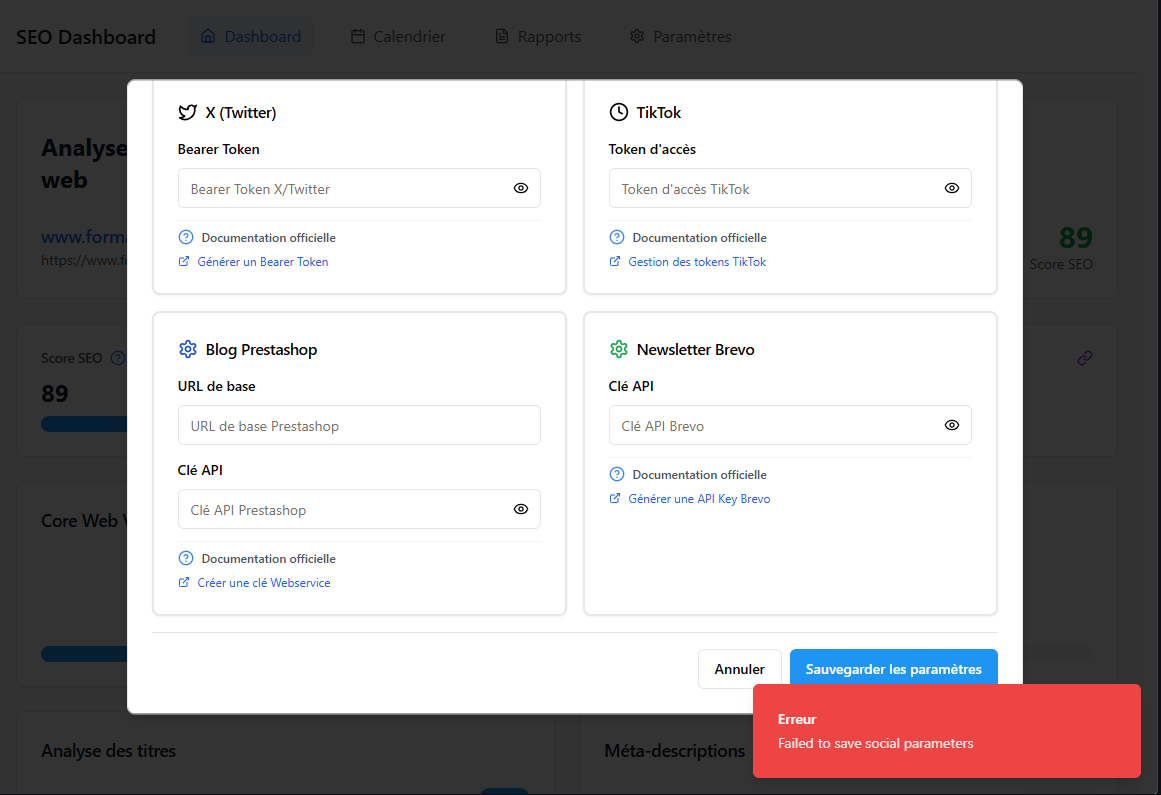 SEO Dashboard
Dashboard
Calendrier
Rapports
Paramètres
Analyse
web
www.forma
https://www.fo
89
Score SEO
Score SEO
89
Core Web V
Analyse des titres
Méta-descriptions
X (Twitter)
Bearer Token
Bearer Token X/Twitter
Documentation officielle
Générer un Bearer Token
TikTok
Token d'accès
Token d'accès TikTok
Documentation officielle
Gestion des tokens TikTok
Blog Prestashop
URL de base
URL de base Prestashop
Clé API
Clé API Prestashop
Documentation officielle
Créer une clé Webservice
Newsletter Brevo
Clé API
Clé API Brevo
Documentation officielle
Générer une API Key Brevo
Annuler
Sauvegarder les paramètres
Erreur
Failed to save social parameters